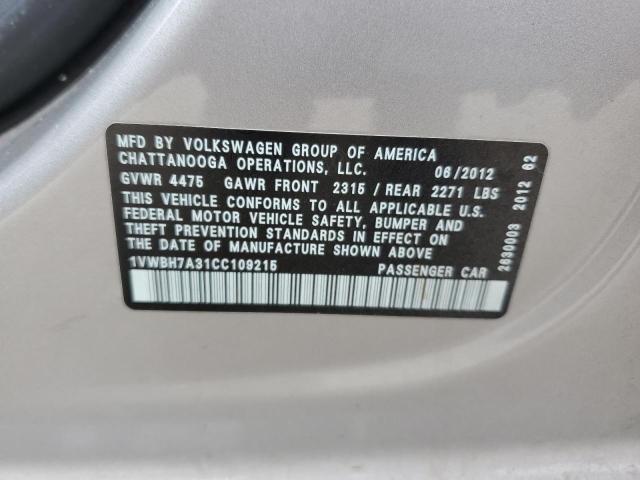 MFD BY VOLKSWAGEN GROUP OF AMERICA
CHATTANOOGA OPERATIONS, LLC. 06/2012
GVWR 4475 GAWR FRONT 2315 / REAR 2271 LBS
THIS VEHICLE CONFORMS TO ALL APPLICABLE U.S.
FEDERAL MOTOR VEHICLE SAFETY, BUMPER AND
THEFT PREVENTION STANDARDS IN EFFECT ON
THE DATE OF MANUFACTURE SHOWN ABOVE
1VWBH7A31CC109215 PASSENGER CAR
2630003 2012 62